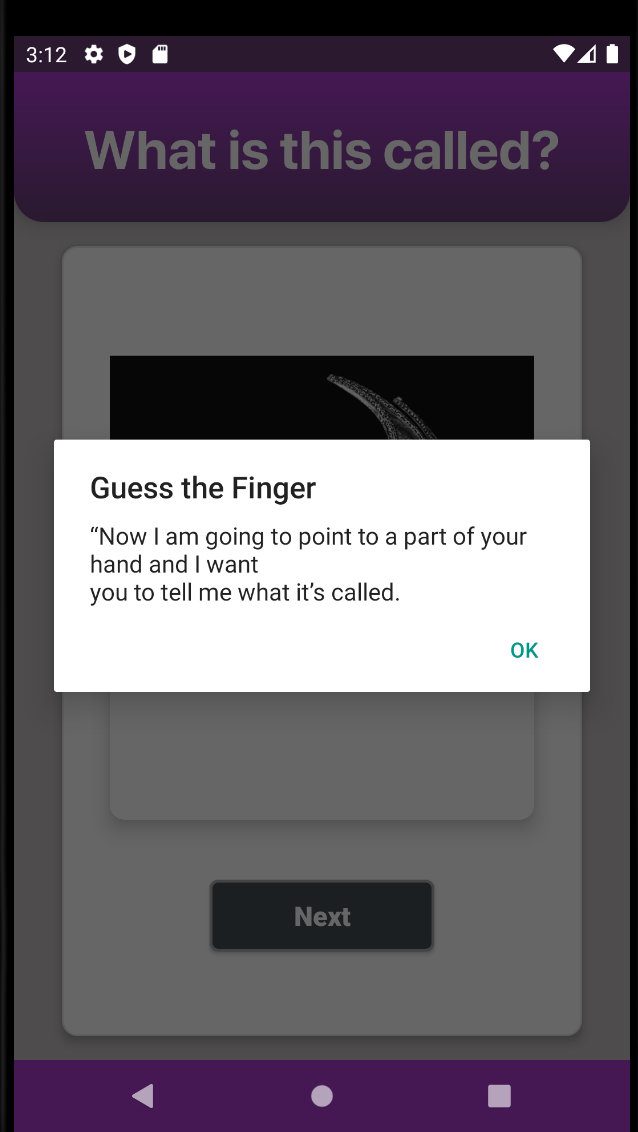 3:12
What is this called?
Guess the Finger
“Now I am going to point to a part of your
hand and I want
you to tell me what it’s called.
OK
Next